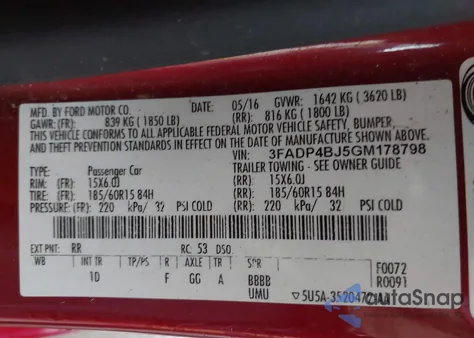 MFD. BY FORD MOTOR CO.
DATE: 05/16 GVWR: 1642 KG ( 3620 LB)
GAWR: (FR): 839 KG ( 1850 LB) (RR): 816 KG ( 1800 LB)
THIS VEHICLE CONFORMS TO ALL APPLICABLE FEDERAL MOTOR VEHICLE SAFETY, BUMPER,
AND THEFT PREVENTION STANDARDS IN EFFECT ON THE DATE OF MANUFACTURE SHOWN ABOVE.
VIN: 3FADP4BJ5GM178798
TYPE: Passenger Car TRAILER TOWING - SEE OWNER GUIDE
RIM: (FR): 15X6.0J (RR): 15X6.0J
TIRE: (FR): 185/60R15 84H (RR): 185/60R15 84H
PRESSURE: (FR): 220 kPa/ 32 PSI COLD (RR): 220 kPa/ 32 PSI COLD
EXT PNT: RR RC: 53 DSO:
WB INT TR TP/PS R AXLE TR SPR F0072
1D F GG A BBBB R0091
UMU 5U5A-3520472-AA
AutoSnap